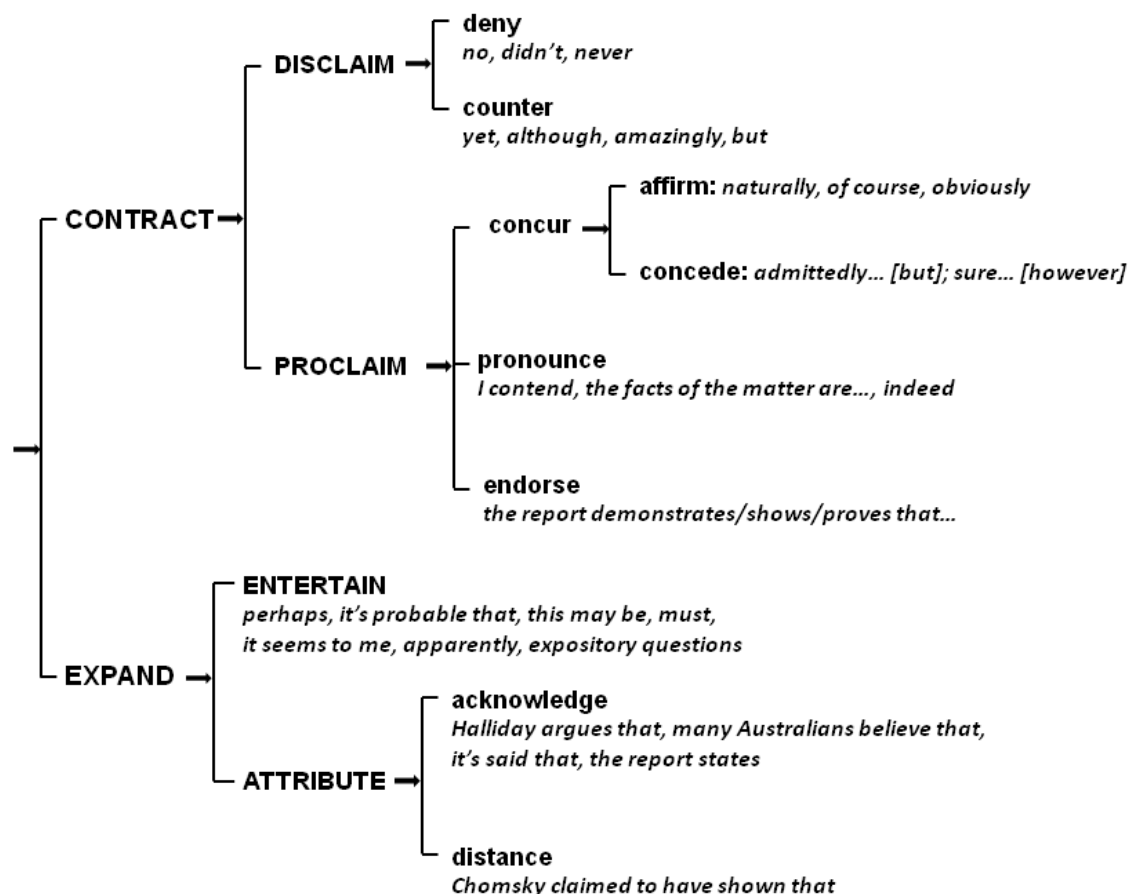 deny
no, didn't, never
DISCLAIM
counter
yet, although, amazingly, but
affirm: naturally, of course, obviously
CONTRACT
concur
concede: admittedly... [but]; sure... [however]
PROCLAIM
pronounce
I contend, the facts of the matter are..., indeed
endorse
the report demonstrates/shows/proves that...
ENTERTAIN
perhaps, it's probable that, this may be, must,
it seems to me, apparently, expository questions
EXPAND
acknowledge
Halliday argues that, many Australians believe that,
it's said that, the report states
ATTRIBUTE
distance
Chomsky claimed to have shown that